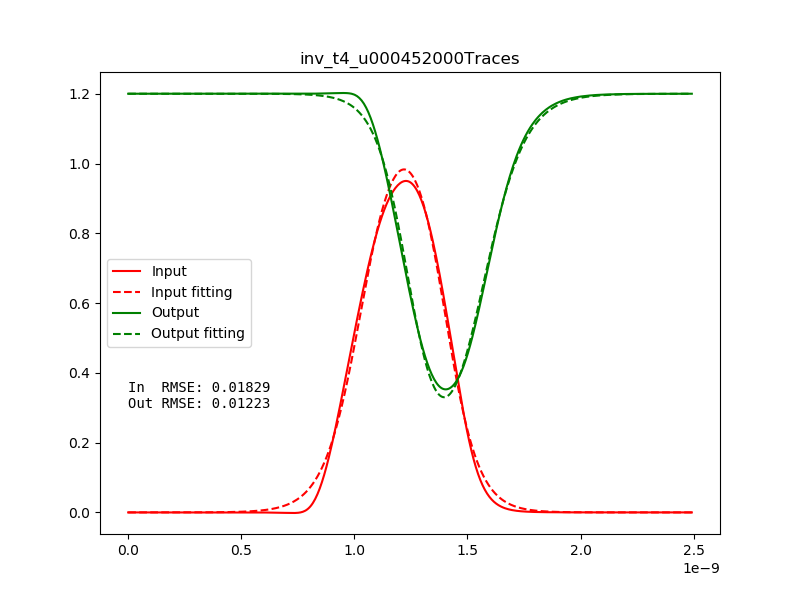 inv_t4_u000452000Traces
1.2
1.0
0.8
0.6
0.4
0.2
0.0
Input
Input fitting
Output
Output fitting
In  RMSE: 0.01829
Out RMSE: 0.01223
0.0 0.5 1.0 1.5 2.0 2.5
1e−9